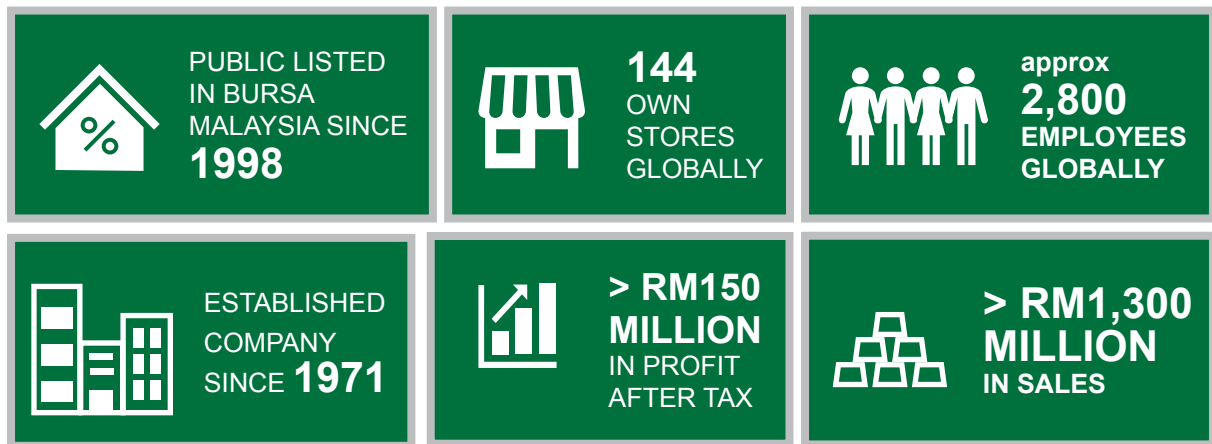 PUBLIC LISTED
IN BURSA
MALAYSIA SINCE
1998
144
OWN
STORES
GLOBALLY
approx
2,800
EMPLOYEES
GLOBALLY
ESTABLISHED
COMPANY
SINCE 1971
> RM150
MILLION
IN PROFIT
AFTER TAX
> RM1,300
MILLION
IN SALES
%